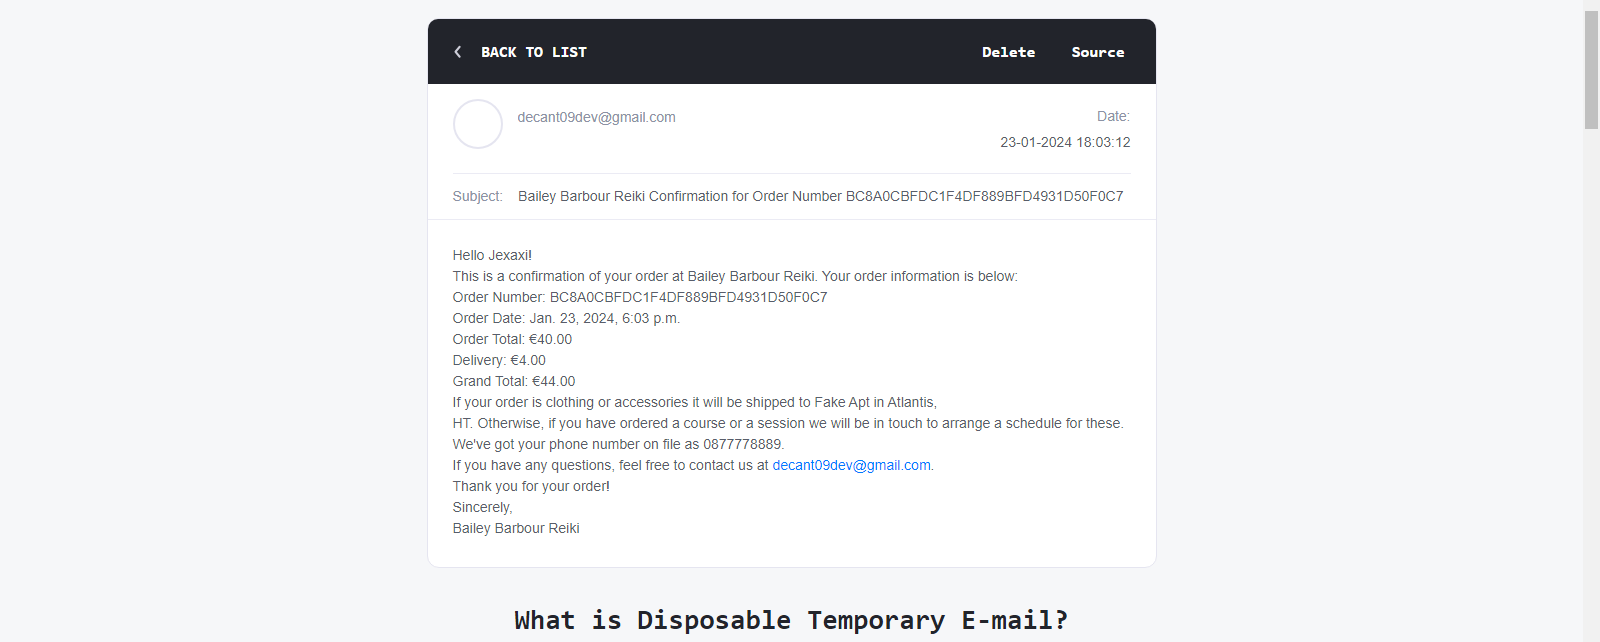 BACK TO LIST
Delete
Source
decant09dev@gmail.com
Date:
23-01-2024 18:03:12
Subject: Bailey Barbour Reiki Confirmation for Order Number BC8A0CBFDC1F4DF889BFD4931D50F0C7
Hello Jexaxi!
This is a confirmation of your order at Bailey Barbour Reiki. Your order information is below:
Order Number: BC8A0CBFDC1F4DF889BFD4931D50F0C7
Order Date: Jan. 23, 2024, 6:03 p.m.
Order Total: €40.00
Delivery: €4.00
Grand Total: €44.00
If your order is clothing or accessories it will be shipped to Fake Apt in Atlantis,
HT. Otherwise, if you have ordered a course or a session we will be in touch to arrange a schedule for these.
We've got your phone number on file as 0877778889.
If you have any questions, feel free to contact us at decant09dev@gmail.com.
Thank you for your order!
Sincerely,
Bailey Barbour Reiki
What is Disposable Temporary E-mail?